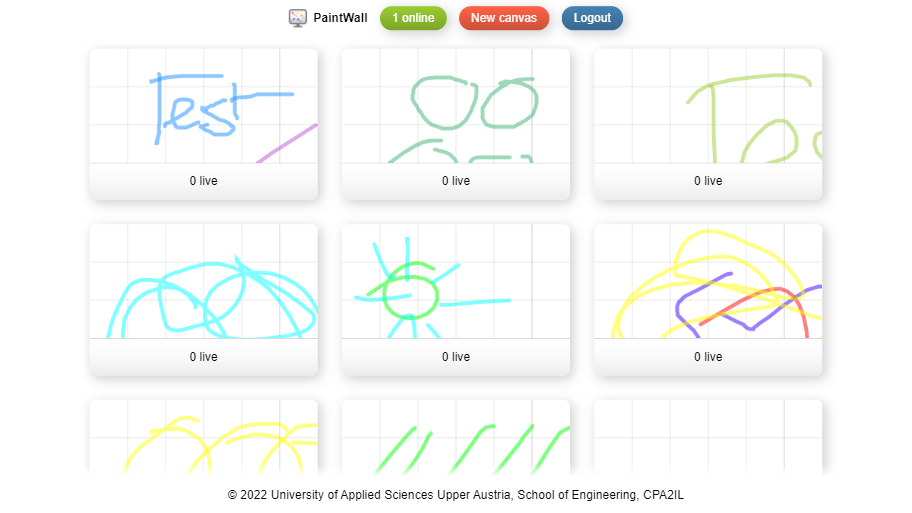 PaintWall 1 online New canvas Logout
Test
0 live 0 live 0 live
0 live 0 live 0 live
© 2022 University of Applied Sciences Upper Austria, School of Engineering, CPA2IL